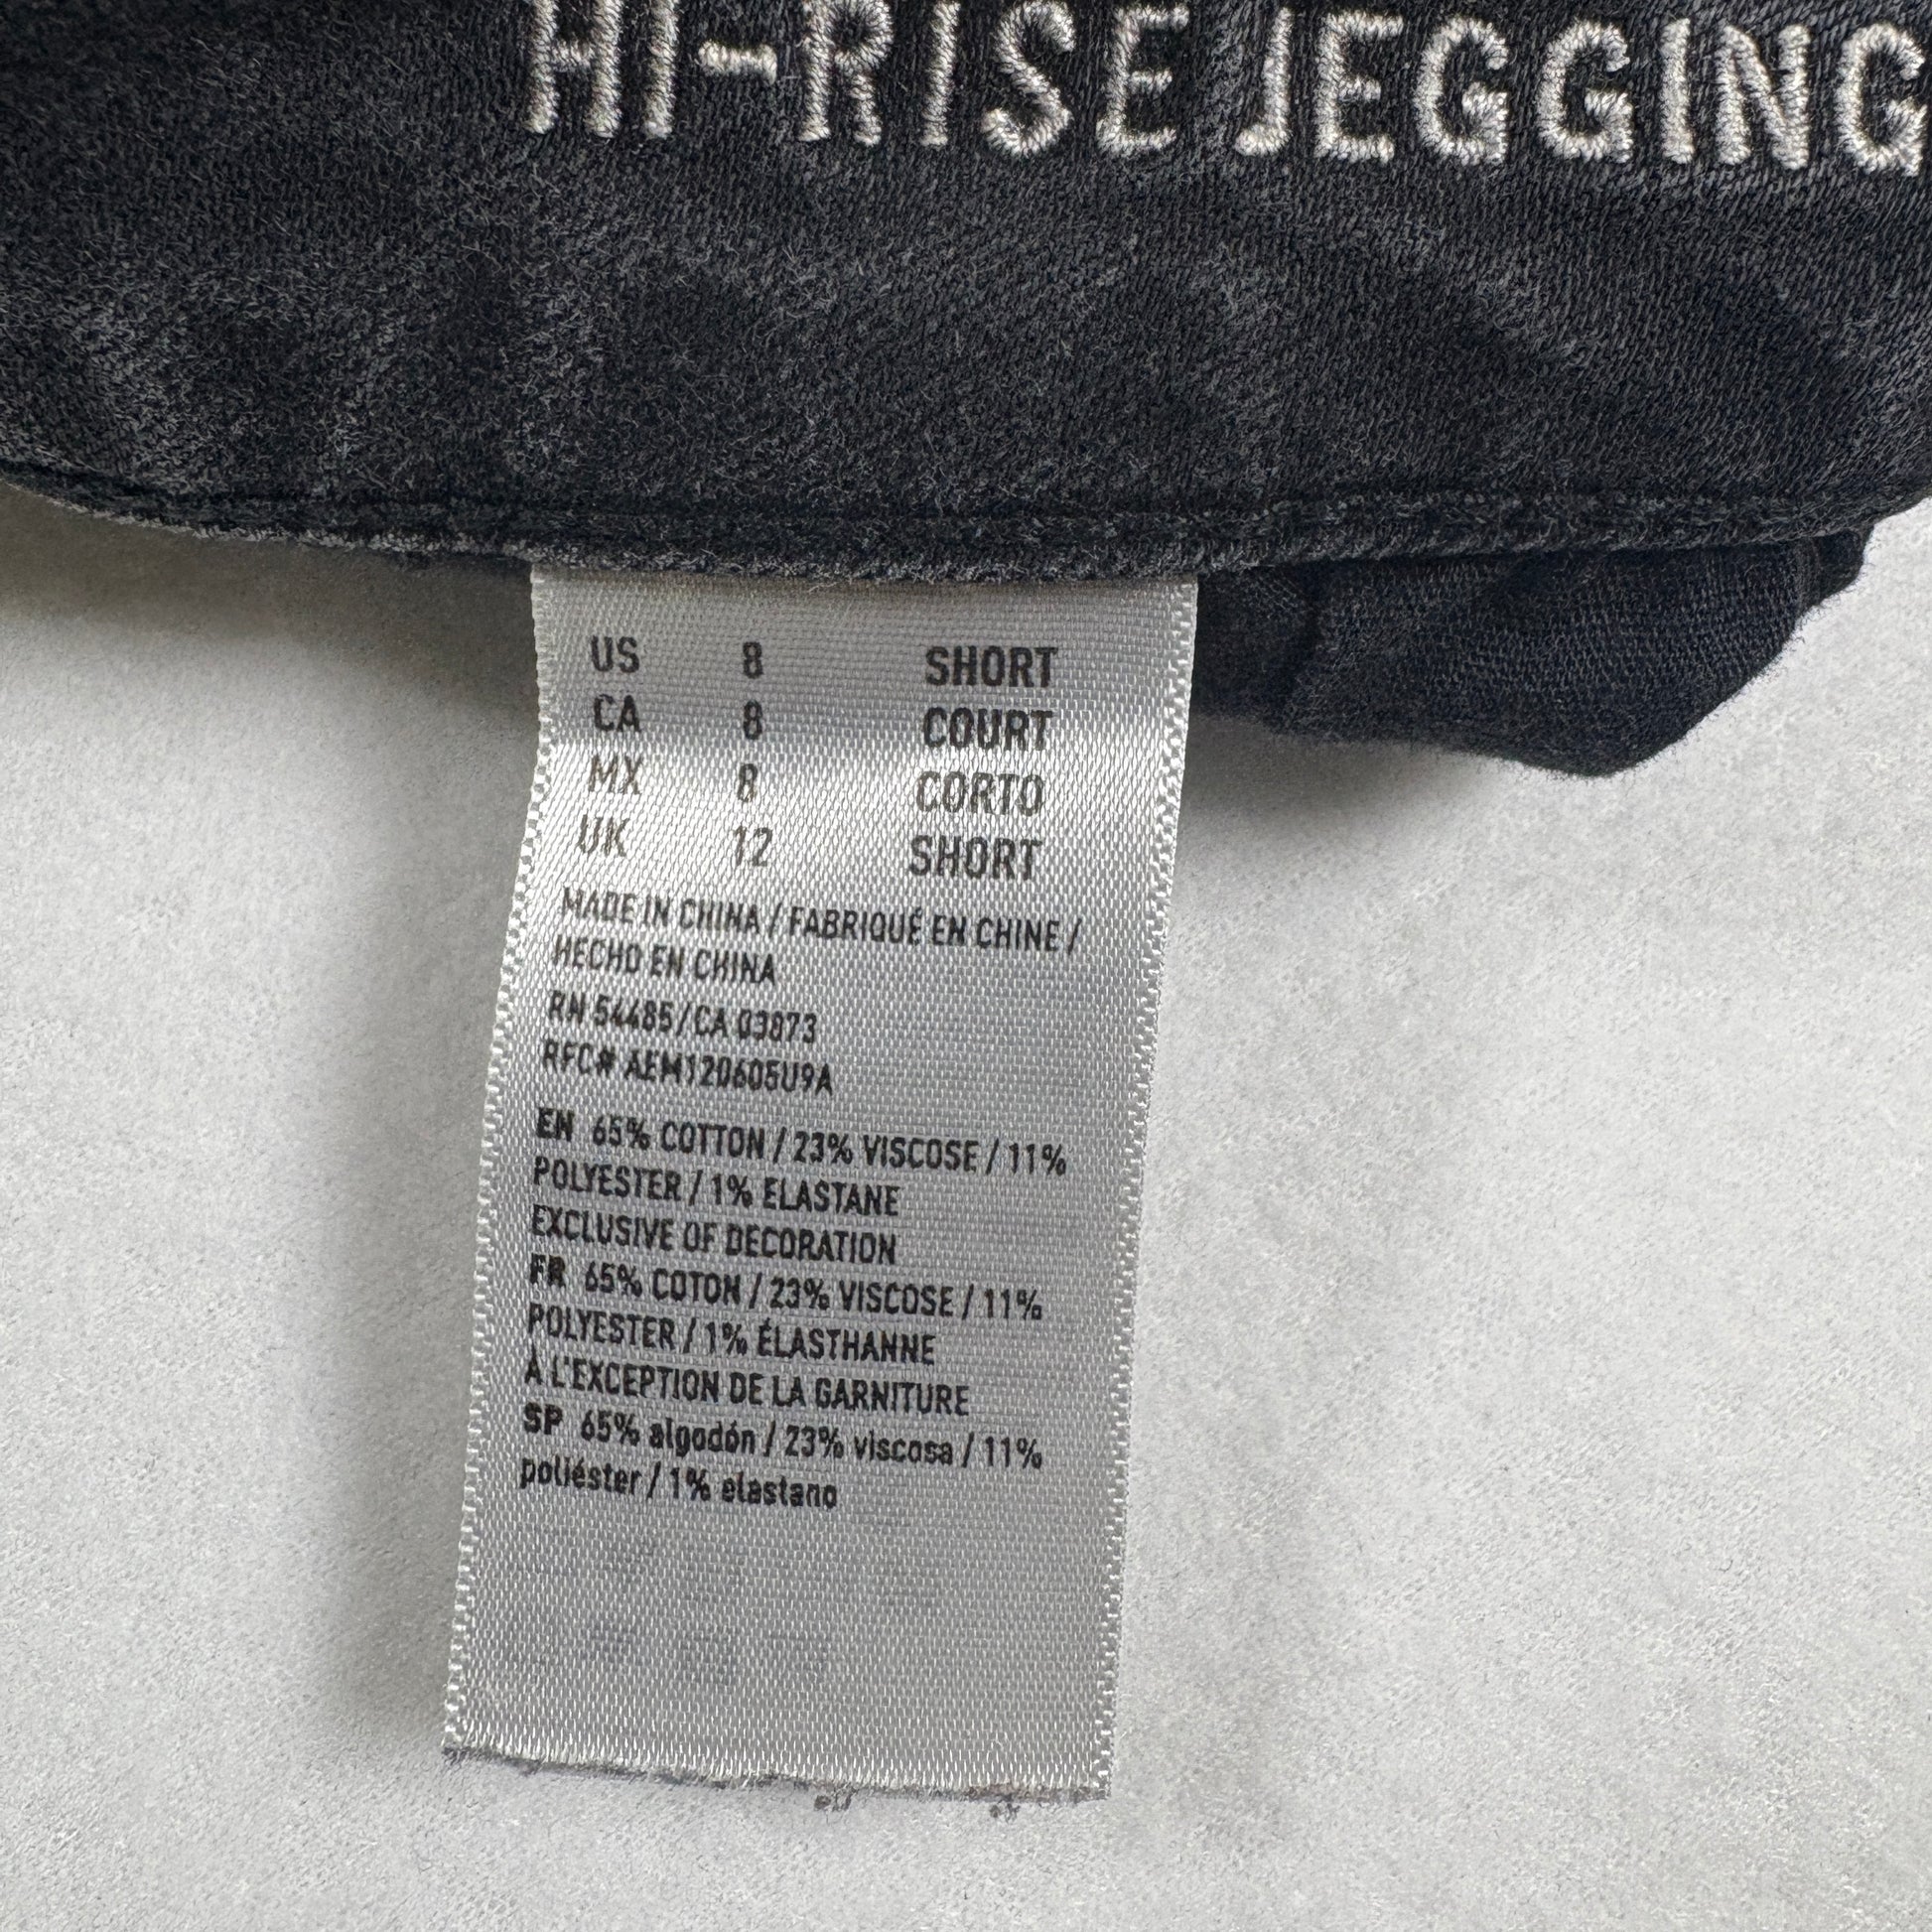 HI-RISE JEGGING
US 8 SHORT
CA 8 COURT
MX 8 CORTO
UK 12 SHORT
MADE IN CHINA / FABRIQUÉ EN CHINE /
HECHO EN CHINA
RN 54485/CA 03873
RFC# AEM120605U9A
EN 65% COTTON / 23% VISCOSE / 11%
POLYESTER / 1% ELASTANE
EXCLUSIVE OF DECORATION
FR 65% COTON / 23% VISCOSE / 11%
POLYESTER / 1% ÉLASTHANNE
À L'EXCEPTION DE LA GARNITURE
SP 65% algodón / 23% viscosa / 11%
poliéster / 1% elastano